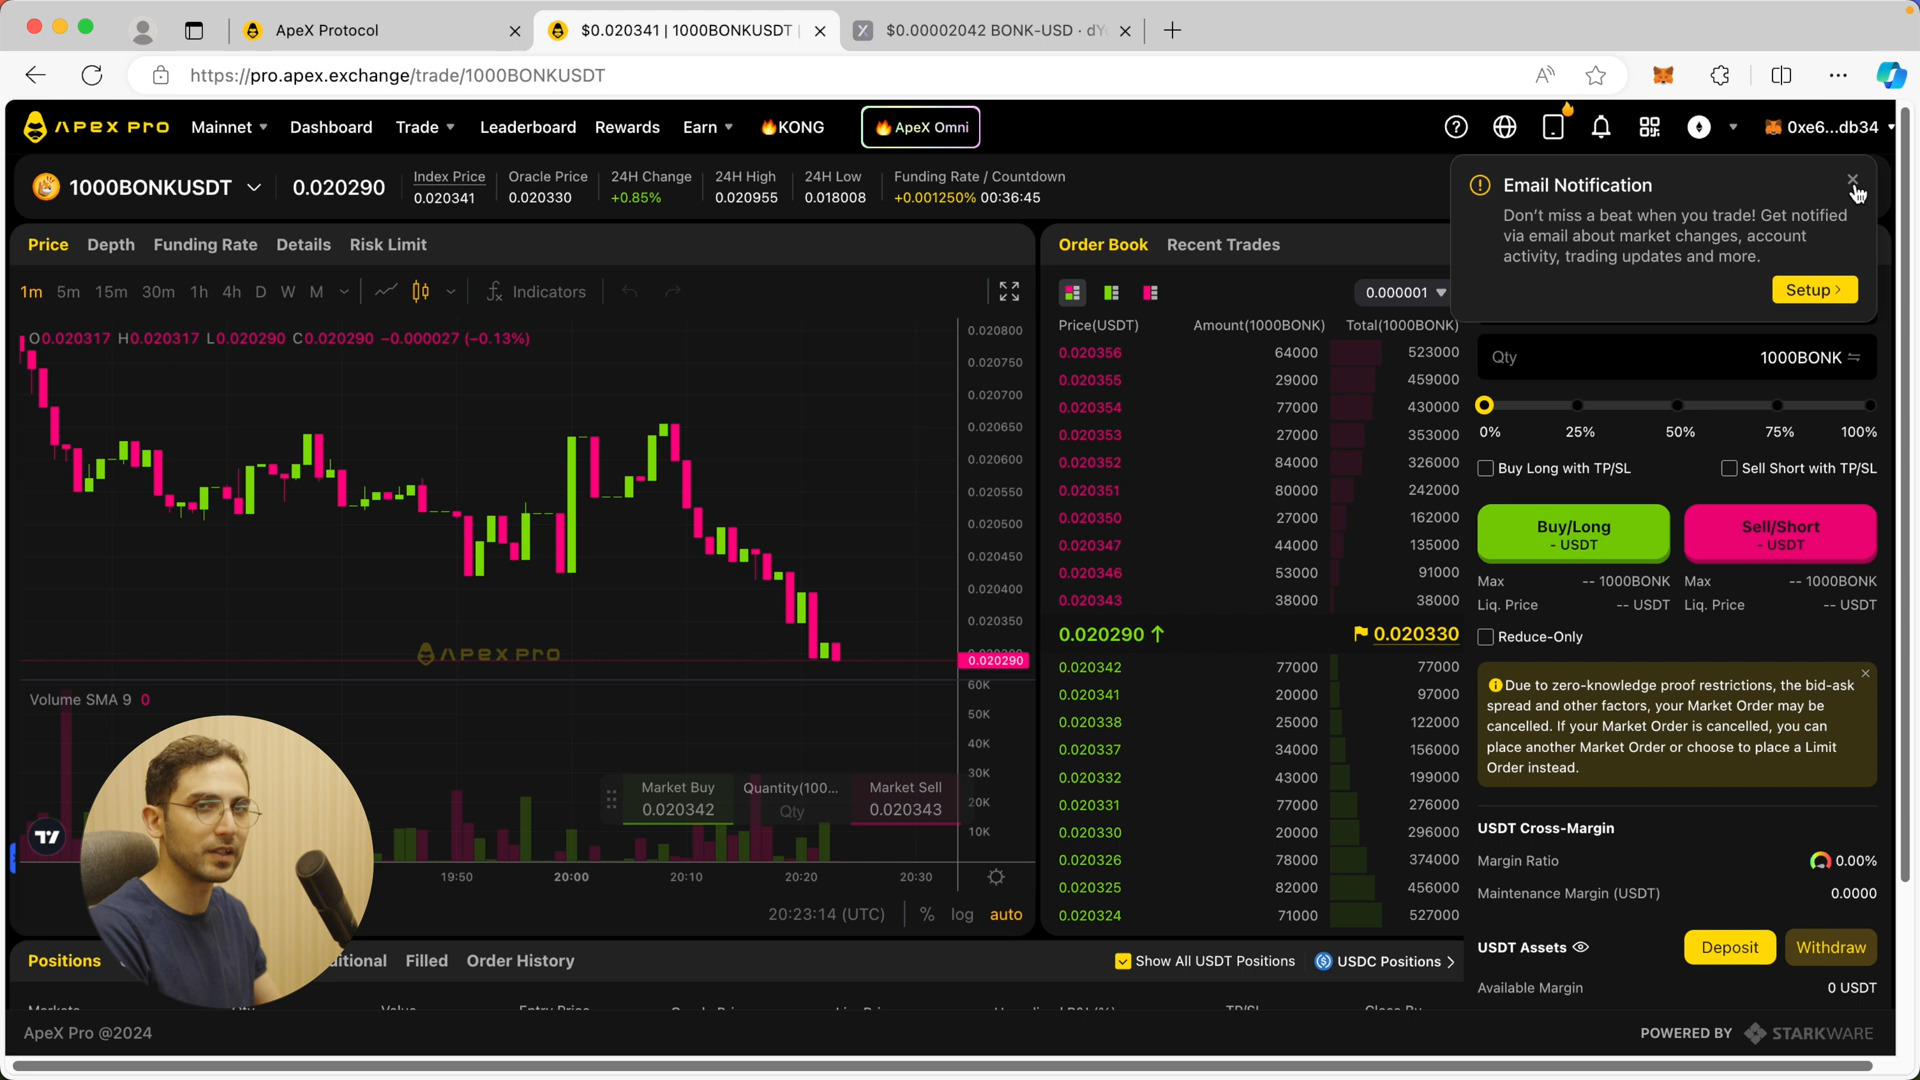 ApeX Protocol
$0.020341 | 1000BONKUSDT |
$0.00002042 BONK-USD · dY
https://pro.apex.exchange/trade/1000BONKUSDT
APEX PRO
Mainnet
Dashboard
Trade
Leaderboard
Rewards
Earn
KONG
ApeX Omni
0xe6...db34
1000BONKUSDT
0.020290
Index Price
0.020341
Oracle Price
0.020330
24H Change
+0.85%
24H High
0.020955
24H Low
0.018008
Funding Rate / Countdown
+0.001250% 00:36:45
Email Notification
Don't miss a beat when you trade! Get notified
via email about market changes, account
activity, trading updates and more.
Setup >
Price
Depth
Funding Rate
Details
Risk Limit
1m 5m 15m 30m 1h 4h D W M
Indicators
O0.020317 H0.020317 L0.020290 C0.020290 −0.000027 (−0.13%)
0.020800
0.020750
0.020700
0.020650
0.020600
0.020550
0.020500
0.020450
0.020400
0.020350
0.020290
APEX PRO
Volume SMA 9 0
60K
50K
40K
30K
20K
10K
Market Buy
0.020342
Quantity(100...
Qty
Market Sell
0.020343
19:50 20:00 20:10 20:20 20:30
20:23:14 (UTC)
% log auto
Order Book
Recent Trades
0.000001
Price(USDT) Amount(1000BONK) Total(1000BONK)
0.020356 64000 523000
0.020355 29000 459000
0.020354 77000 430000
0.020353 27000 353000
0.020352 84000 326000
0.020351 80000 242000
0.020350 27000 162000
0.020347 44000 135000
0.020346 53000 91000
0.020343 38000 38000
0.020290 ↑ 0.020330
0.020342 77000 77000
0.020341 20000 97000
0.020338 25000 122000
0.020337 34000 156000
0.020332 43000 199000
0.020331 77000 276000
0.020330 20000 296000
0.020326 78000 374000
0.020325 82000 456000
0.020324 71000 527000
Qty 1000BONK
0% 25% 50% 75% 100%
Buy Long with TP/SL
Sell Short with TP/SL
Buy/Long
- USDT
Sell/Short
- USDT
Max -- 1000BONK
Liq. Price -- USDT
Max -- 1000BONK
Liq. Price -- USDT
Reduce-Only
Due to zero-knowledge proof restrictions, the bid-ask
spread and other factors, your Market Order may be
cancelled. If your Market Order is cancelled, you can
place another Market Order or choose to place a Limit
Order instead.
USDT Cross-Margin
Margin Ratio 0.00%
Maintenance Margin (USDT) 0.0000
USDT Assets
Deposit
Withdraw
Available Margin 0 USDT
Positions
Filled
Order History
Show All USDT Positions
USDC Positions >
ApeX Pro @2024
POWERED BY STARKWARE